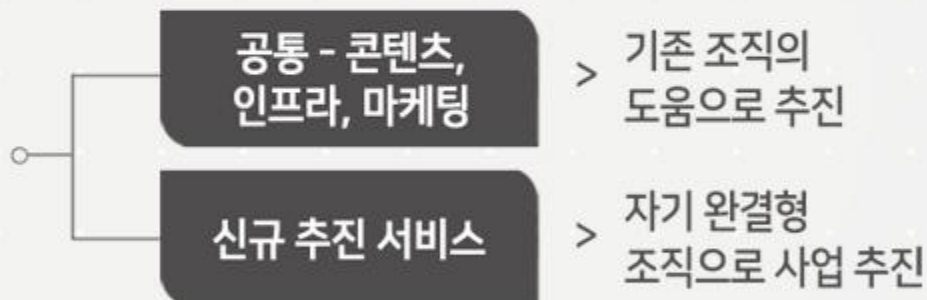 공통 - 콘텐츠,
인프라, 마케팅
> 기존 조직의
도움으로 추진
신규 추진 서비스
> 자기 완결형
조직으로 사업 추진